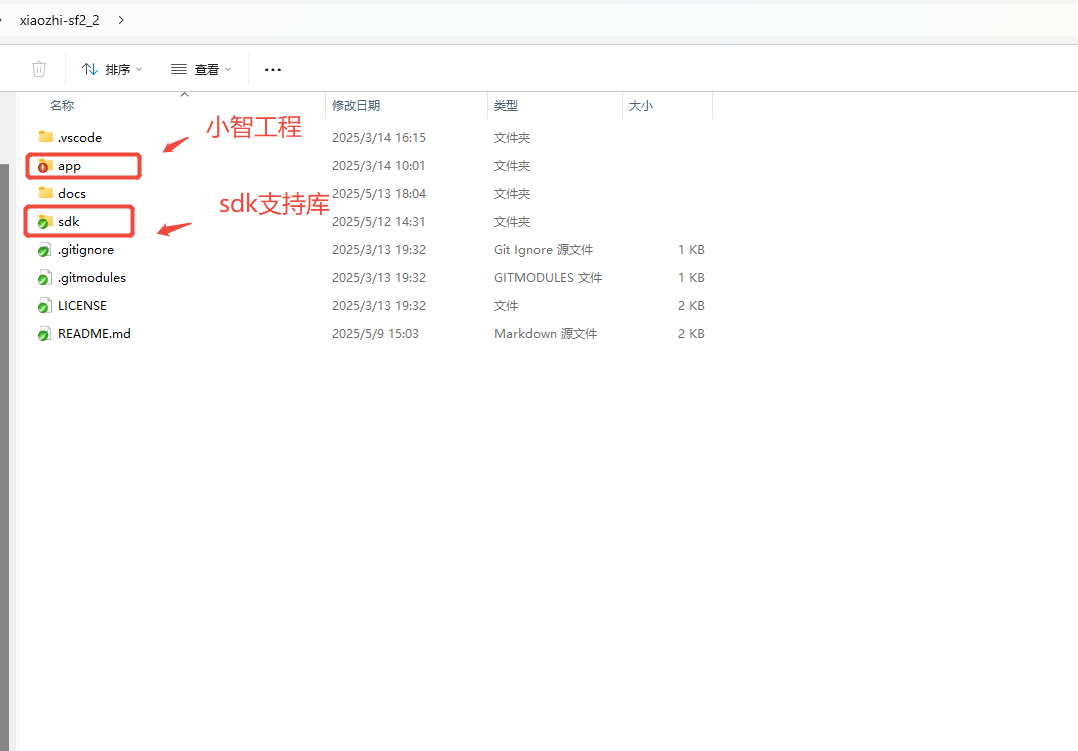 xiaozhi-sf2_2
排序 查看 ...
名称 修改日期 类型 大小
小智工程
.vscode 2025/3/14 16:15 文件夹
app 2025/3/14 10:01 文件夹
docs 2025/5/13 18:04 文件夹
sdk支持库
sdk 2025/5/12 14:31 文件夹
.gitignore 2025/3/13 19:32 Git Ignore 源文件 1 KB
.gitmodules 2025/3/13 19:32 GITMODULES 文件 1 KB
LICENSE 2025/3/13 19:32 文件 2 KB
README.md 2025/5/9 15:03 Markdown 源文件 2 KB